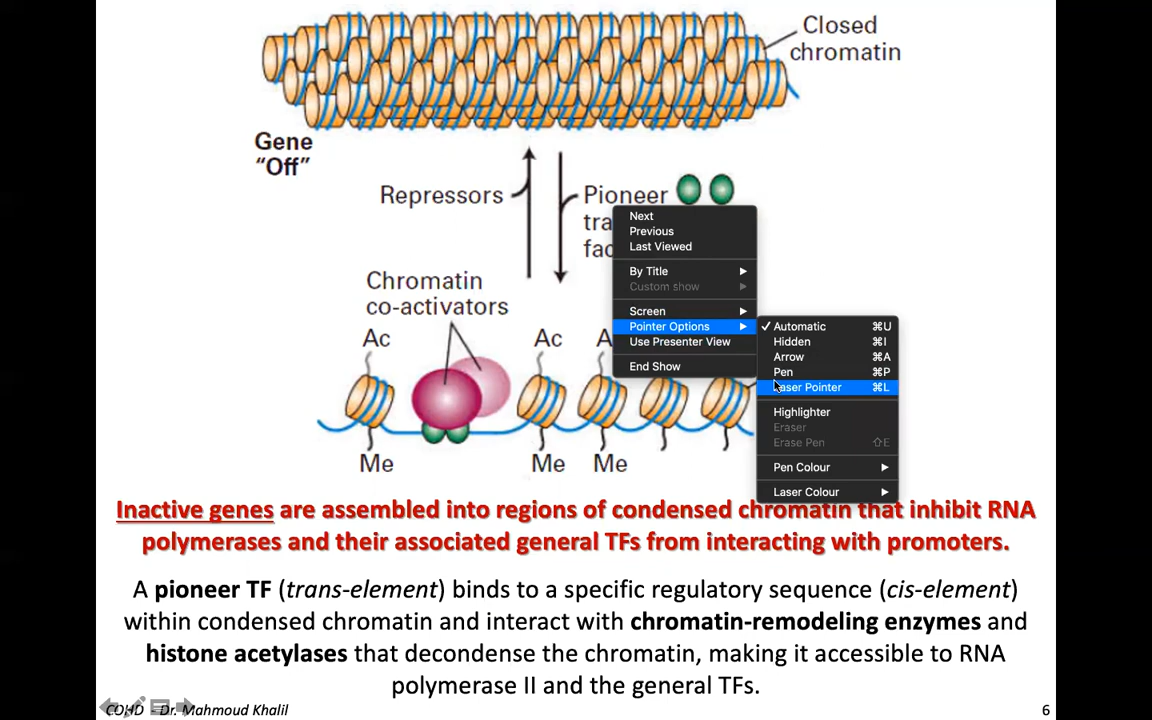 Closed
chromatin
Gene
"Off"
Repressors
Pioneer
tra
fac
Next
Previous
Last Viewed
By Title
Custom show
Screen
Pointer Options
Use Presenter View
End Show
✓ Automatic ⌘U
Hidden ⌘I
Arrow ⌘A
Pen ⌘P
Laser Pointer ⌘L
Highlighter
Eraser
Erase Pen ⇧E
Pen Colour
Laser Colour
Chromatin
co-activators
Ac Ac A
Me Me Me
Inactive genes are assembled into regions of condensed chromatin that inhibit RNA
polymerases and their associated general TFs from interacting with promoters.
A pioneer TF (trans-element) binds to a specific regulatory sequence (cis-element)
within condensed chromatin and interact with chromatin-remodeling enzymes and
histone acetylases that decondense the chromatin, making it accessible to RNA
polymerase II and the general TFs.
COHD - Dr. Mahmoud Khalil 6